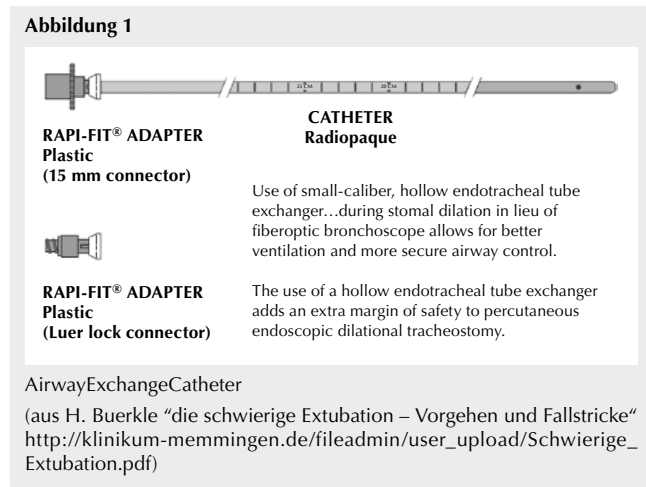 Abbildung 1
25 CM
20 CM
RAPI-FIT® ADAPTER
Plastic
(15 mm connector)
CATHETER
Radiopaque
Use of small-caliber, hollow endotracheal tube
exchanger…during stomal dilation in lieu of
fiberoptic bronchoscope allows for better
ventilation and more secure airway control.
RAPI-FIT® ADAPTER
Plastic
(Luer lock connector)
The use of a hollow endotracheal tube exchanger
adds an extra margin of safety to percutaneous
endoscopic dilational tracheostomy.
AirwayExchangeCatheter
(aus H. Buerkle “die schwierige Extubation – Vorgehen und Fallstricke“
http://klinikum-memmingen.de/fileadmin/user_upload/Schwierige_
Extubation.pdf)